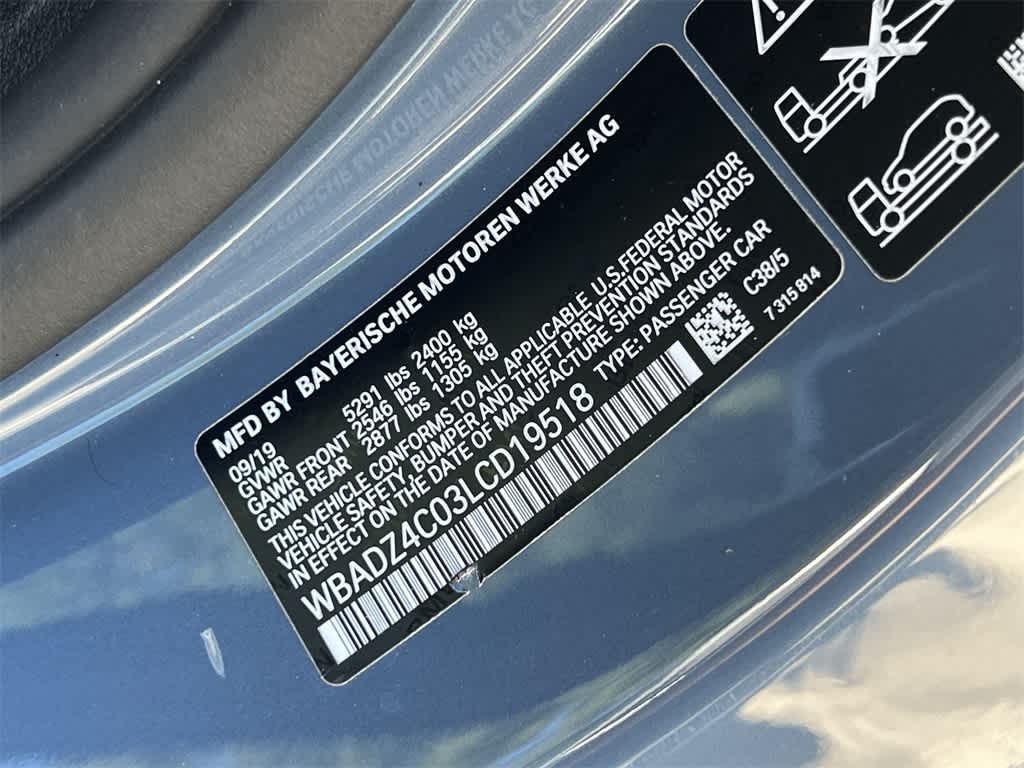 MFD BY BAYERISCHE MOTOREN WERKE AG
09/19
GVWR 5291 lbs 2400 kg
GAWR FRONT 2546 lbs 1155 kg
GAWR REAR 2877 lbs 1305 kg
THIS VEHICLE CONFORMS TO ALL APPLICABLE U.S.FEDERAL MOTOR
VEHICLE SAFETY, BUMPER AND THEFT PREVENTION STANDARDS
IN EFFECT ON THE DATE OF MANUFACTURE SHOWN ABOVE.
WBADZ4C03LCD19518 TYPE: PASSENGER CAR
C38/5
7 315 814